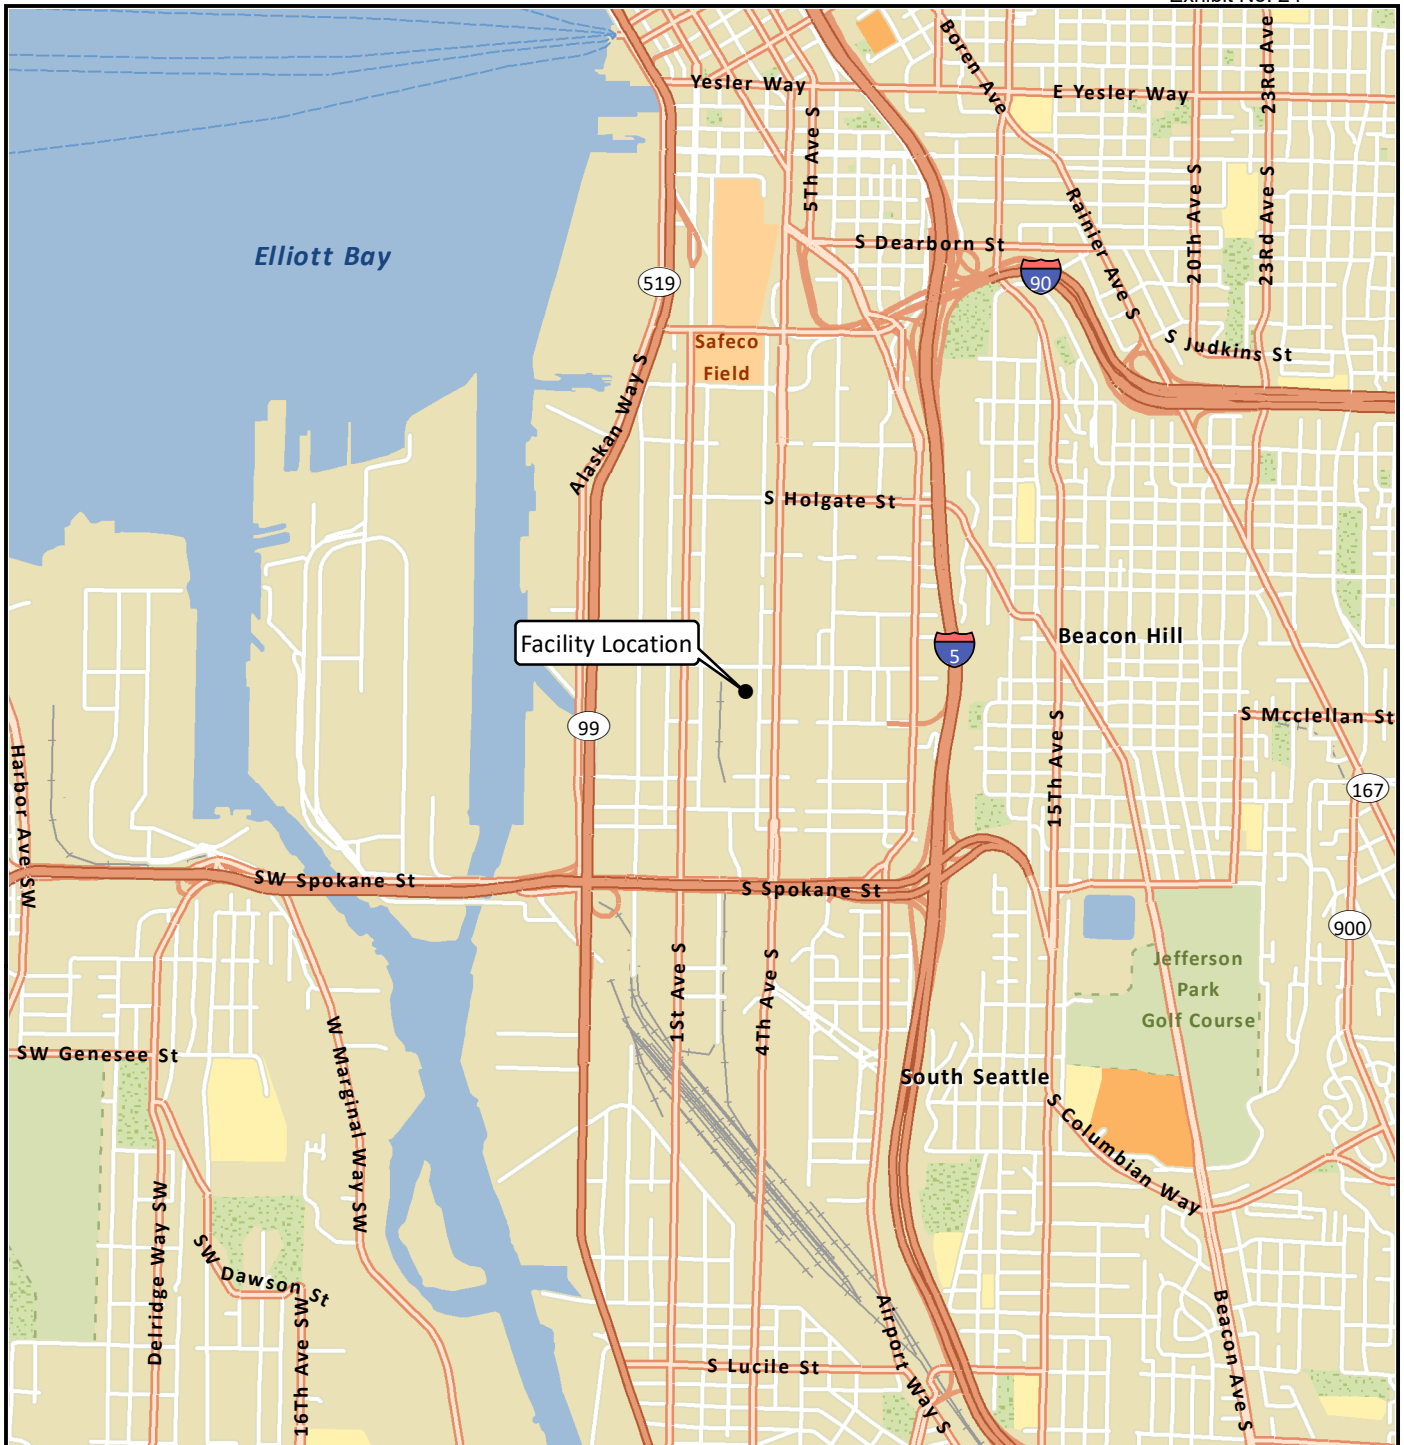 Yesler Way
E Yesler Way
Boren Ave
23Rd Ave
5Th Ave S
Rainier Ave S
20Th Ave S
23Rd Ave S
S Dearborn St
Elliott Bay
519
90
Safeco
Field
S Judkins St
Alaskan Way S
S Holgate St
Facility Location
5
Beacon Hill
99
S Mcclellan St
15Th Ave S
Harbor Ave SW
167
SW Spokane St
S Spokane St
900
1St Ave S
4Th Ave S
Jefferson
Park
Golf Course
SW Genesee St
W Marginal Way SW
South Seattle
S Columbian Way
Delridge Way SW
SW Dawson St
16Th Ave SW
Airport Way S
Beacon Ave S
S Lucile St